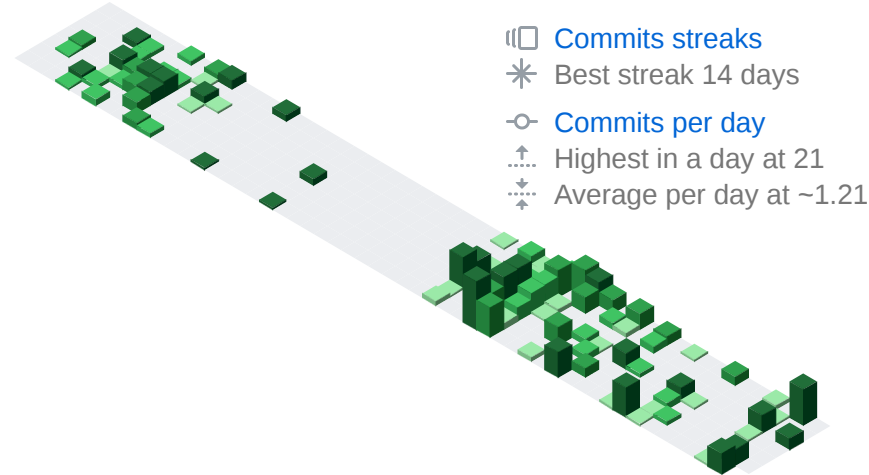 Commits streaks
Best streak 14 days
Commits per day
Highest in a day at 21
Average per day at ~1.21